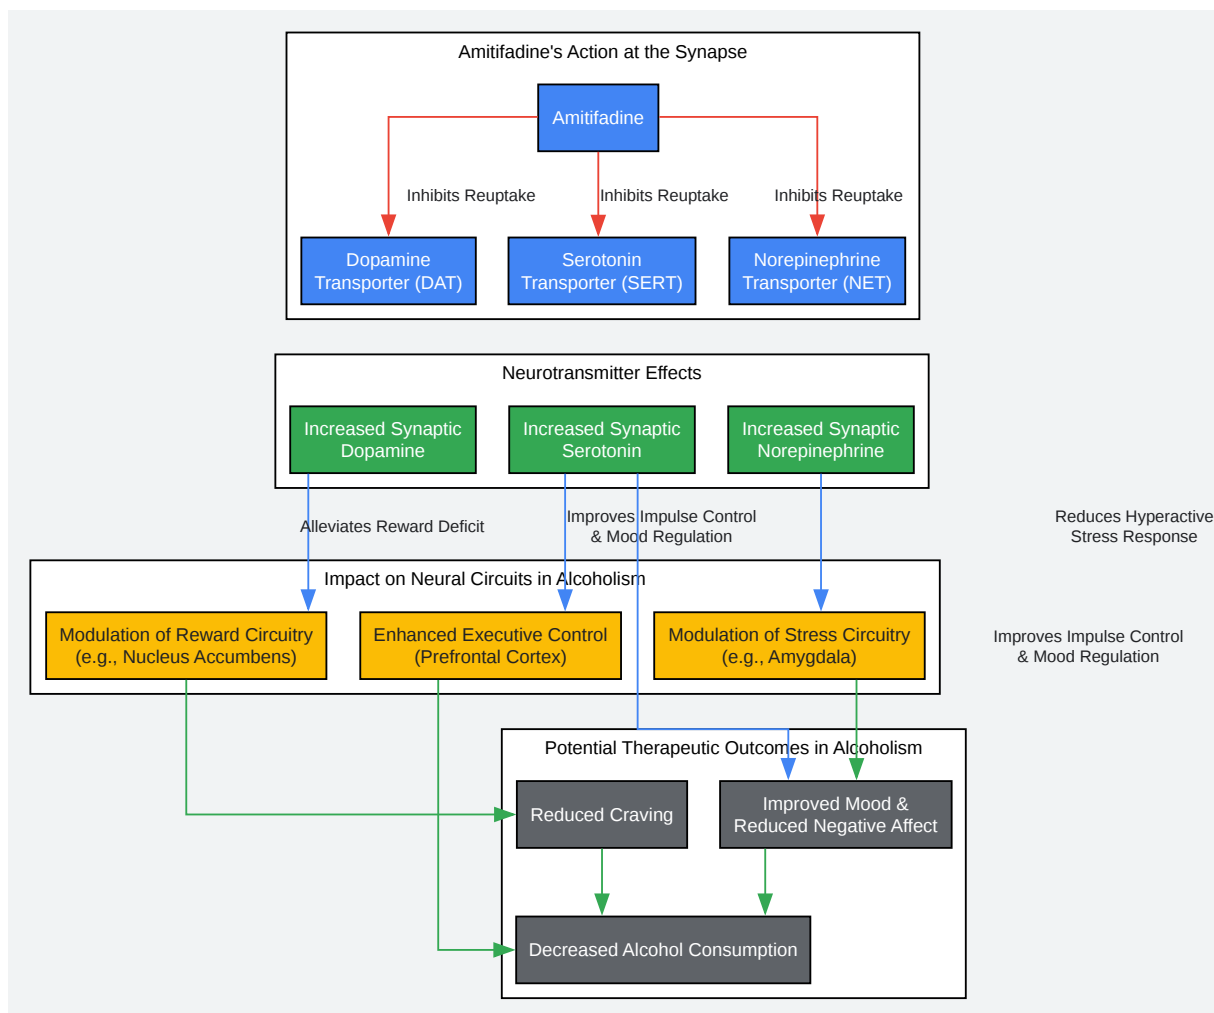 Amitifadine's Action at the Synapse
Amitifadine
Inhibits Reuptake
Inhibits Reuptake
Inhibits Reuptake
Dopamine
Transporter (DAT)
Serotonin
Transporter (SERT)
Norepinephrine
Transporter (NET)
Neurotransmitter Effects
Increased Synaptic
Dopamine
Increased Synaptic
Serotonin
Increased Synaptic
Norepinephrine
Alleviates Reward Deficit
Improves Impulse Control
& Mood Regulation
Reduces Hyperactive
Stress Response
Impact on Neural Circuits in Alcoholism
Modulation of Reward Circuitry
(e.g., Nucleus Accumbens)
Enhanced Executive Control
(Prefrontal Cortex)
Modulation of Stress Circuitry
(e.g., Amygdala)
Improves Impulse Control
& Mood Regulation
Potential Therapeutic Outcomes in Alcoholism
Reduced Craving
Improved Mood &
Reduced Negative Affect
Decreased Alcohol Consumption